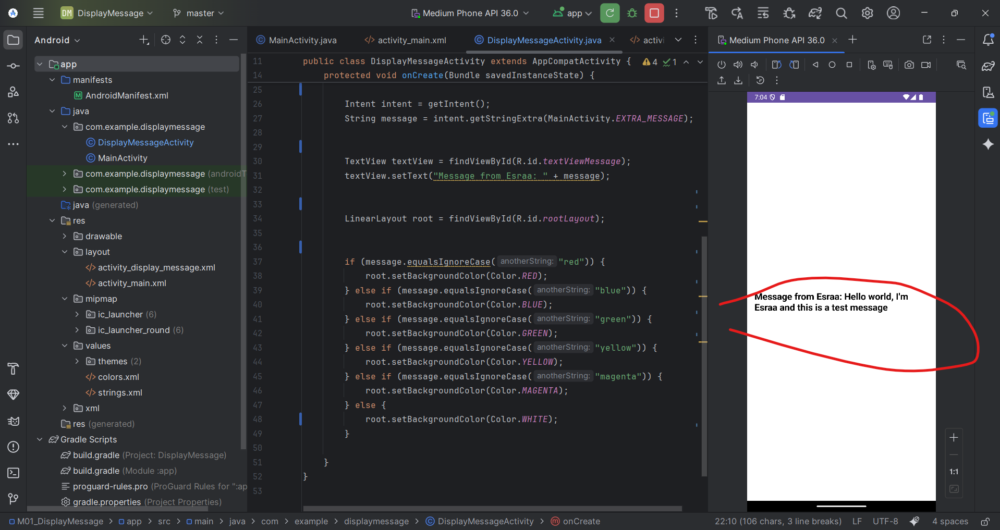 DM DisplayMessage master Medium Phone API 36.0 app
Android
app
manifests
AndroidManifest.xml
java
com.example.displaymessage
DisplayMessageActivity
MainActivity
com.example.displaymessage (androidT
com.example.displaymessage (test)
java (generated)
res
drawable
layout
activity_display_message.xml
activity_main.xml
mipmap
ic_launcher (6)
ic_launcher_round (6)
values
themes (2)
colors.xml
strings.xml
xml
res (generated)
Gradle Scripts
build.gradle (Project: DisplayMessage)
build.gradle (Module :app)
proguard-rules.pro (ProGuard Rules for ":ap
gradle.properties (Project Properties)
MainActivity.java activity_main.xml DisplayMessageActivity.java activi
11 public class DisplayMessageActivity extends AppCompatActivity { 4 1
14 protected void onCreate(Bundle savedInstanceState) {
25
26 Intent intent = getIntent();
27 String message = intent.getStringExtra(MainActivity.EXTRA_MESSAGE);
28
29
30 TextView textView = findViewById(R.id.textViewMessage);
31 textView.setText("Message from Esraa: " + message);
32
33
34 LinearLayout root = findViewById(R.id.rootLayout);
35
36
37 if (message.equalsIgnoreCase( anotherString: "red")) {
38 root.setBackgroundColor(Color.RED);
39 } else if (message.equalsIgnoreCase( anotherString: "blue")) {
40 root.setBackgroundColor(Color.BLUE);
41 } else if (message.equalsIgnoreCase( anotherString: "green")) {
42 root.setBackgroundColor(Color.GREEN);
43 } else if (message.equalsIgnoreCase( anotherString: "yellow")) {
44 root.setBackgroundColor(Color.YELLOW);
45 } else if (message.equalsIgnoreCase( anotherString: "magenta")) {
46 root.setBackgroundColor(Color.MAGENTA);
47 } else {
48 root.setBackgroundColor(Color.WHITE);
49 }
50
51 }
52 }
53
Medium Phone API 36.0
7:04
Message from Esraa: Hello world, I'm
Esraa and this is a test message
1:1
M01_DisplayMessage > app > src > main > java > com > example > displaymessage > DisplayMessageActivity > onCreate 22:10 (106 chars, 3 line breaks) LF UTF-8 4 spaces